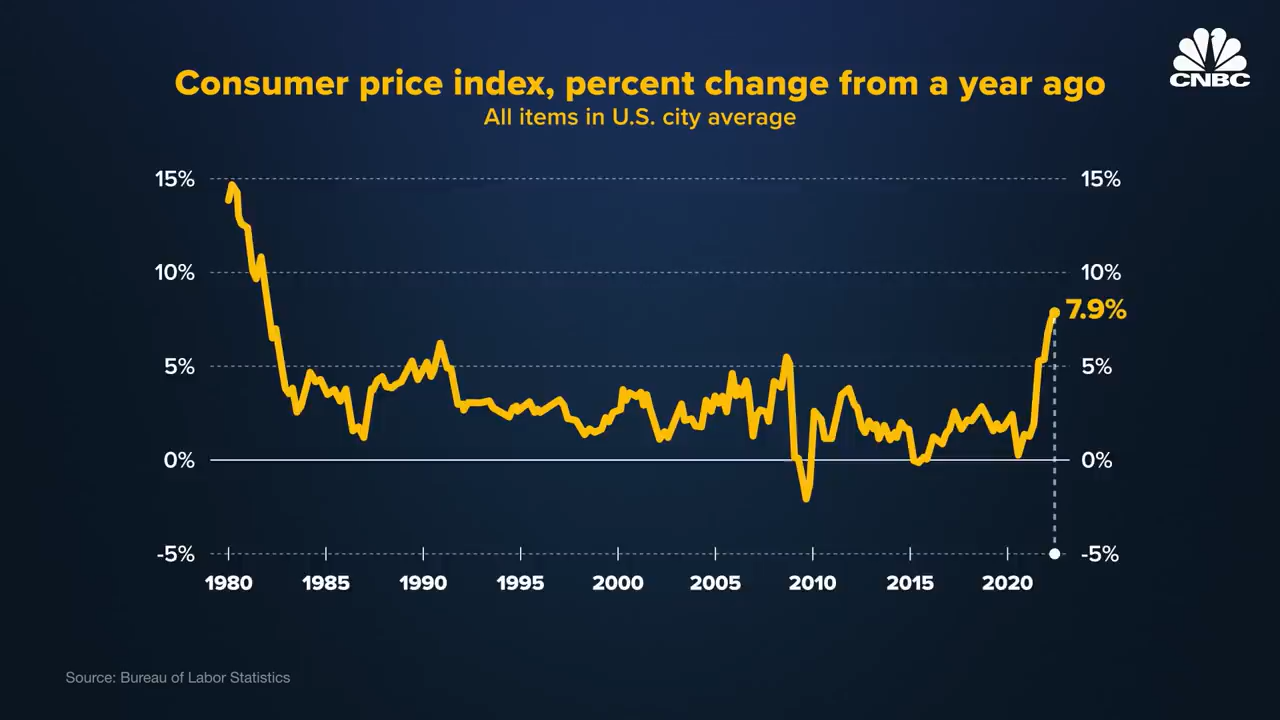 CNBC
Consumer price index, percent change from a year ago
All items in U.S. city average
15% 15%
10% 10%
7.9%
5% 5%
0% 0%
-5% -5%
1980 1985 1990 1995 2000 2005 2010 2015 2020
Source: Bureau of Labor Statistics